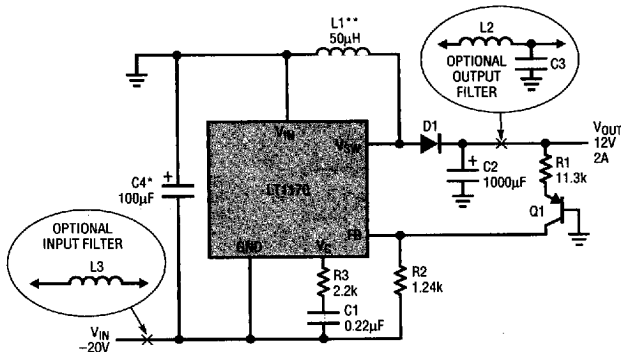 L1**
50µH
L2
C3
OPTIONAL
OUTPUT
FILTER
VIN
VSW
D1
VOUT
12V
2A
C4*
100µF
+
LT1170
+
C2
1000µF
R1
11.3k
Q1
OPTIONAL
INPUT FILTER
L3
GND
VC
FB
R3
2.2k
R2
1.24k
C1
0.22µF
VIN
–20V